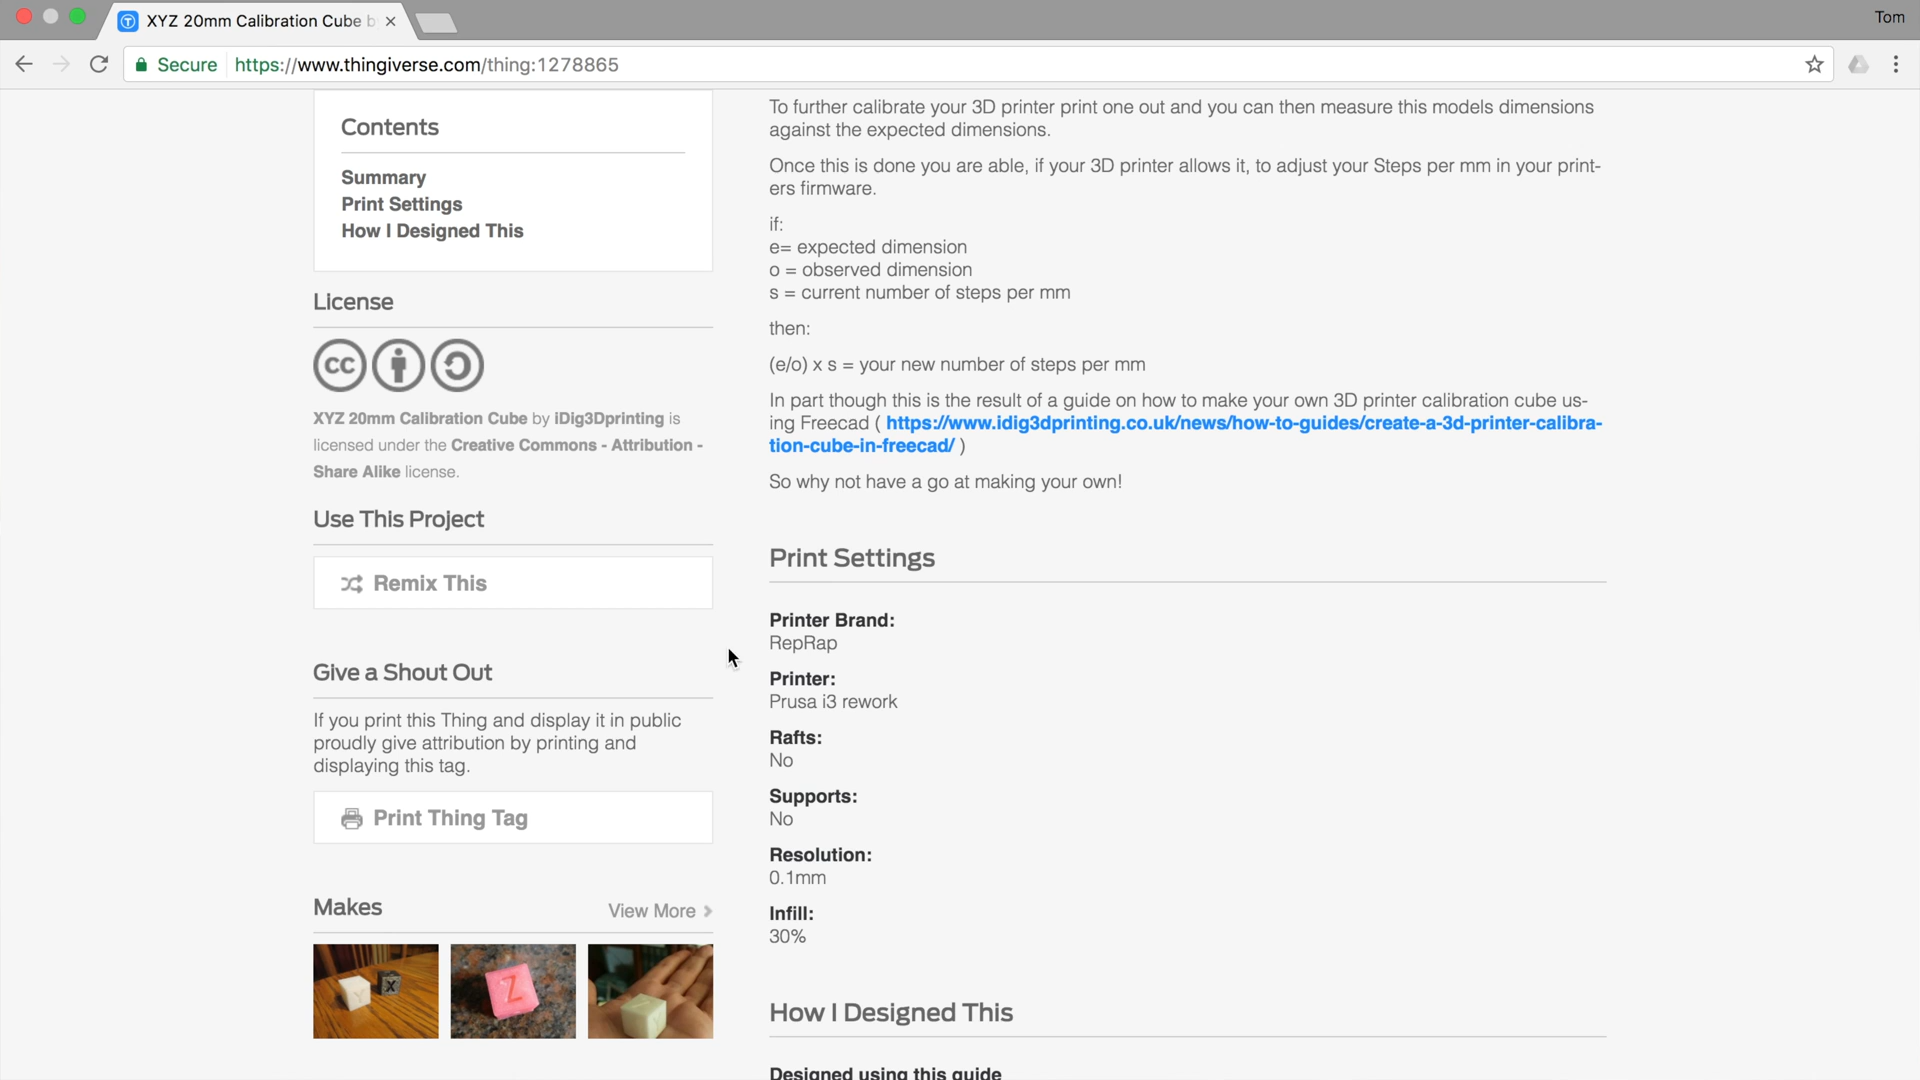 XYZ 20mm Calibration Cube b
Tom
Secure https://www.thingiverse.com/thing:1278865
Contents
Summary
Print Settings
How I Designed This
License
XYZ 20mm Calibration Cube by iDig3Dprinting is
licensed under the Creative Commons - Attribution -
Share Alike license.
Use This Project
Remix This
Give a Shout Out
If you print this Thing and display it in public
proudly give attribution by printing and
displaying this tag.
Print Thing Tag
Makes
View More
Y
X
Z
To further calibrate your 3D printer print one out and you can then measure this models dimensions
against the expected dimensions.
Once this is done you are able, if your 3D printer allows it, to adjust your Steps per mm in your print-
ers firmware.
if:
e= expected dimension
o = observed dimension
s = current number of steps per mm
then:
(e/o) x s = your new number of steps per mm
In part though this is the result of a guide on how to make your own 3D printer calibration cube us-
ing Freecad ( https://www.idig3dprinting.co.uk/news/how-to-guides/create-a-3d-printer-calibra-
tion-cube-in-freecad/ )
So why not have a go at making your own!
Print Settings
Printer Brand:
RepRap
Printer:
Prusa i3 rework
Rafts:
No
Supports:
No
Resolution:
0.1mm
Infill:
30%
How I Designed This
Designed using this guide